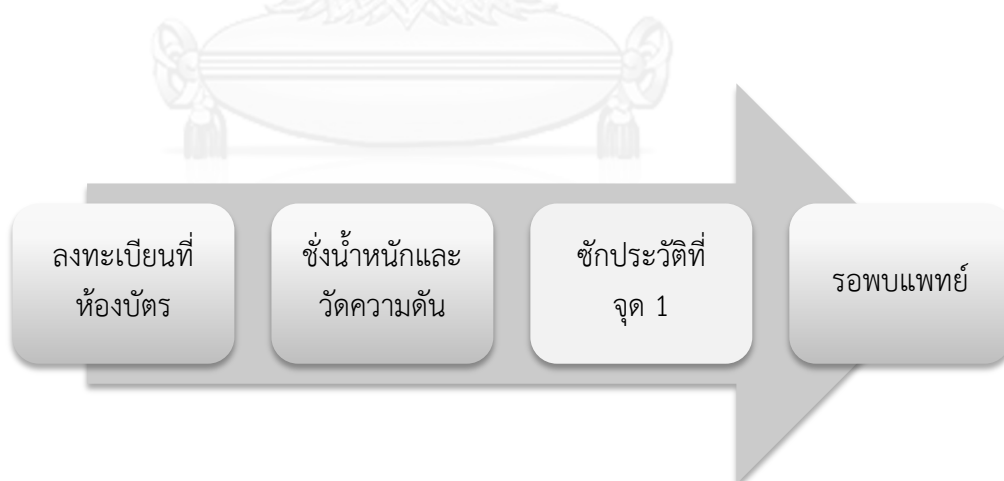 ลงทะเบียนที่
ห้องบัตร
ชั่งน้ำหนักและ
วัดความดัน
ซักประวัติที่
จุด 1
รอพบแพทย์